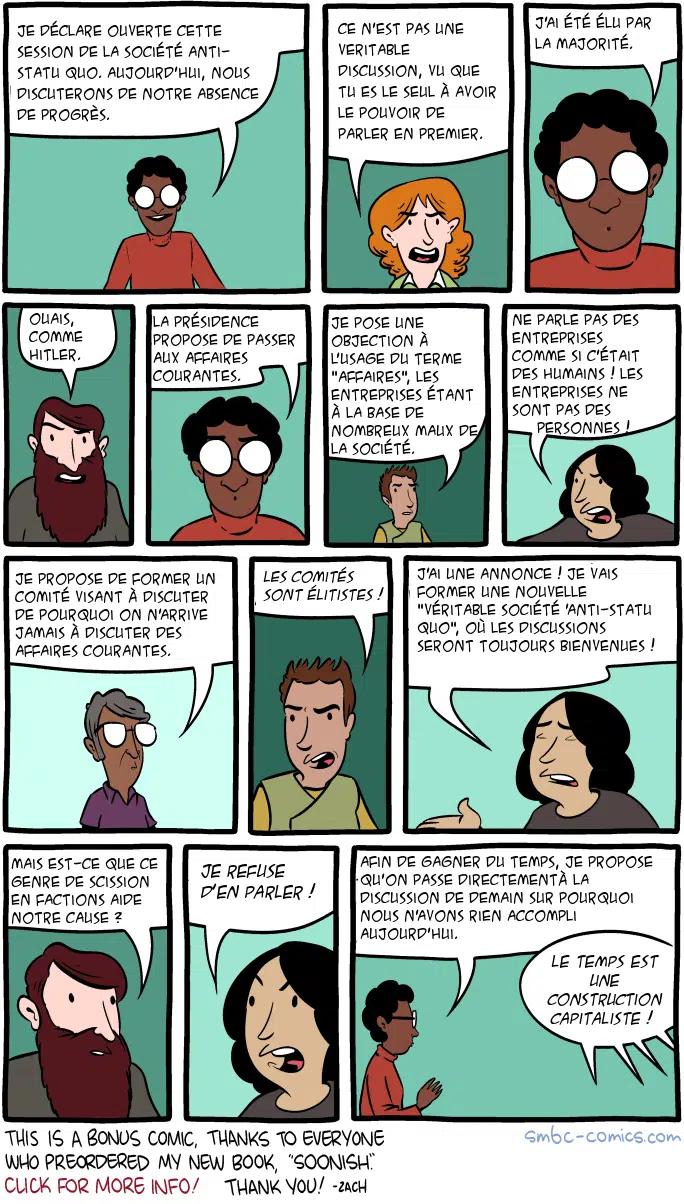 JE DÉCLARE OUVERTE CETTE
SESSION DE LA SOCIÉTÉ ANTI-
STATU QUO. AUJOURD'HUI, NOUS
DISCUTERONS DE NOTRE ABSENCE
DE PROGRÈS.
CE N'EST PAS UNE
VERITABLE
DISCUSSION, VU QUE
TU ES LE SEUL À AVOIR
LE POUVOIR DE
PARLER EN PREMIER.
J'AI ÉTÉ ÉLU PAR
LA MAJORITÉ.
OUAIS,
COMME
HITLER.
LA PRÉSIDENCE
PROPOSE DE PASSER
AUX AFFAIRES
COURANTES.
JE POSE UNE
OBJECTION À
L'USAGE DU TERME
"AFFAIRES", LES
ENTREPRISES ÉTANT
À LA BASE DE
NOMBREUX MAUX DE
LA SOCIÉTÉ.
NE PARLE PAS DES
ENTREPRISES
COMME SI C'ÉTAIT
DES HUMAINS ! LES
ENTREPRISES NE
SONT PAS DES
PERSONNES !
JE PROPOSE DE FORMER UN
COMITÉ VISANT À DISCUTER
DE POURQUOI ON N'ARRIVE
JAMAIS À DISCUTER DES
AFFAIRES COURANTES.
LES COMITÉS
SONT ÉLITISTES !
J'AI UNE ANNONCE ! JE VAIS
FORMER UNE NOUVELLE
"VÉRITABLE SOCIÉTÉ 'ANTI-STATU
QUO", OÙ LES DISCUSSIONS
SERONT TOUJOURS BIENVENUES !
MAIS EST-CE QUE CE
GENRE DE SCISSION
EN FACTIONS AIDE
NOTRE CAUSE ?
JE REFUSE
D'EN PARLER !
AFIN DE GAGNER DU TEMPS, JE PROPOSE
QU'ON PASSE DIRECTEMENTÀ LA
DISCUSSION DE DEMAIN SUR POURQUOI
NOUS N'AVONS RIEN ACCOMPLI
AUJOURD'HUI.
LE TEMPS EST
UNE
CONSTRUCTION
CAPITALISTE !
THIS IS A BONUS COMIC, THANKS TO EVERYONE
WHO PREORDERED MY NEW BOOK, "SOONISH."
CLICK FOR MORE INFO! THANK YOU! -ZACH
smbc-comics.com